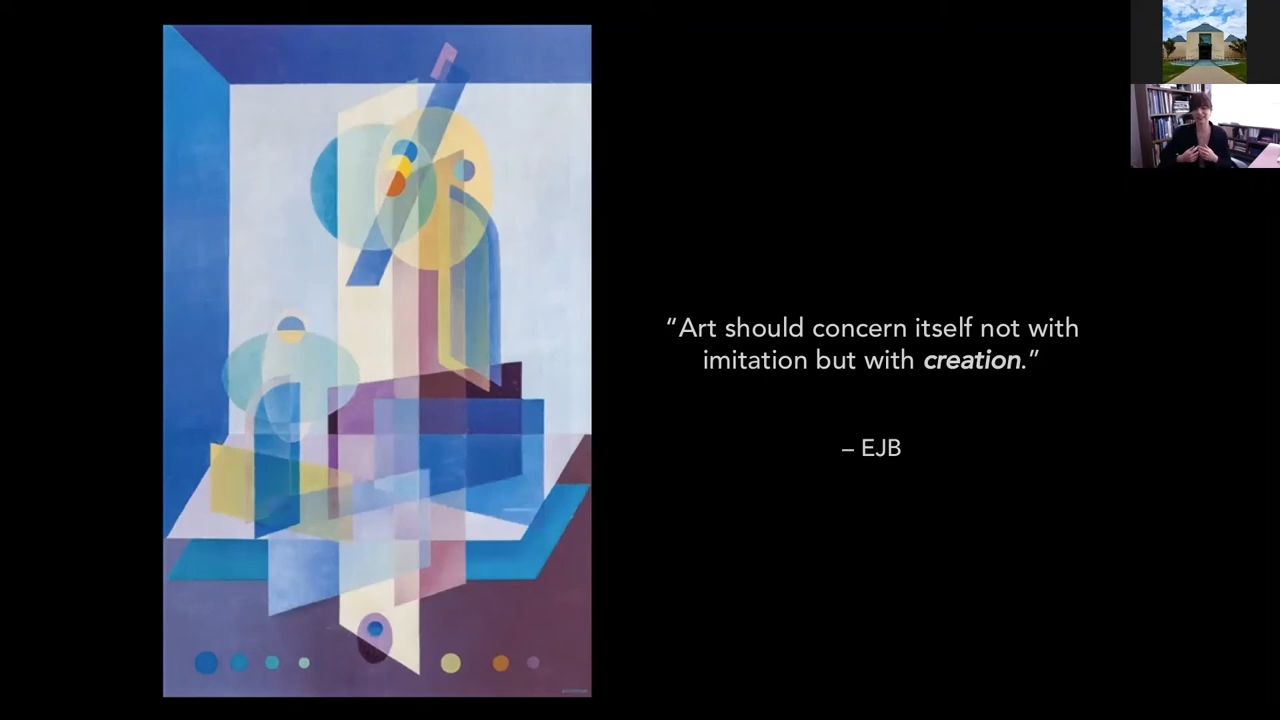 “Art should concern itself not with
imitation but with creation.”
– EJB